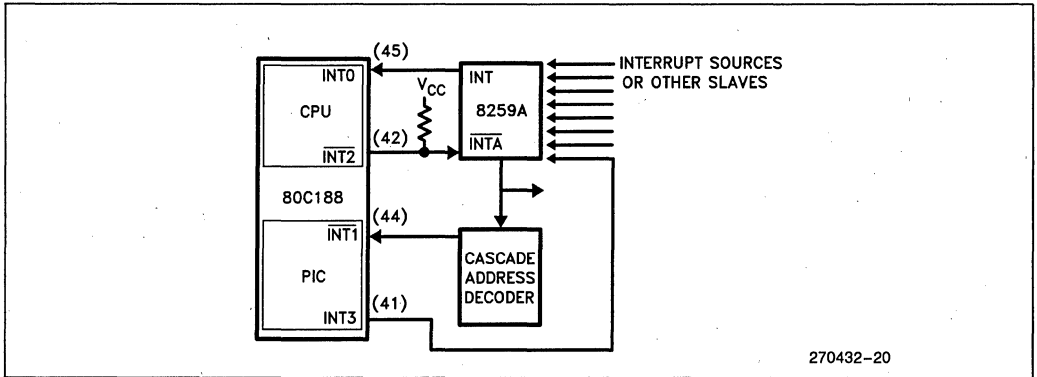 (45)
INT0
CPU
VCC
(42)
INT2
INT
8259A
INTA
INTERRUPT SOURCES
OR OTHER SLAVES
80C188
(44)
INT1
PIC
(41)
INT3
CASCADE
ADDRESS
DECODER
270432-20